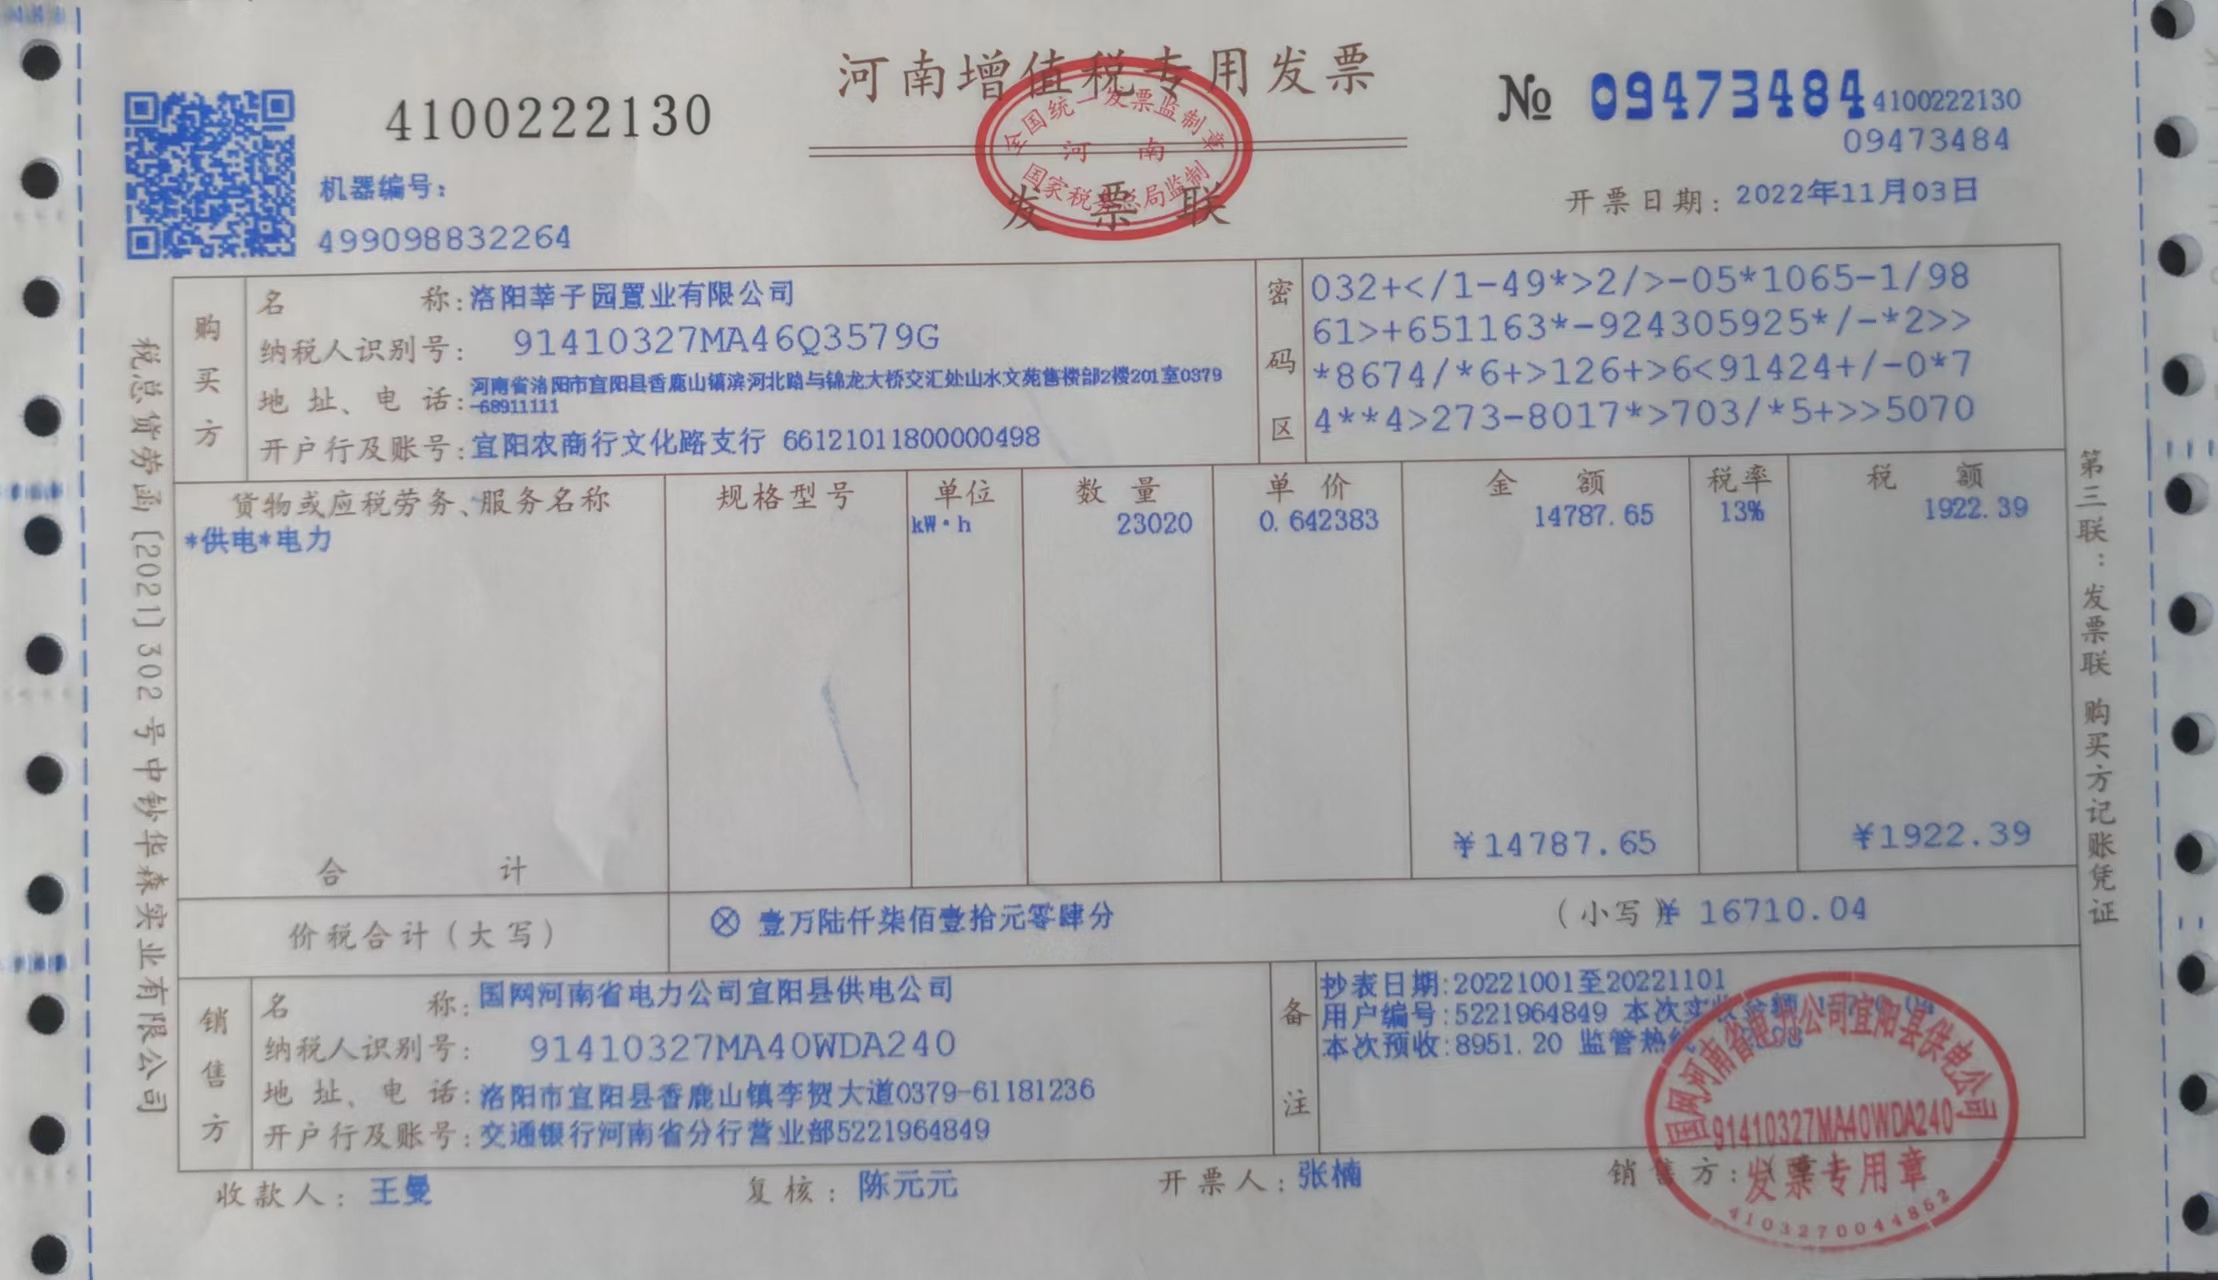 河南增值税专用发票
4100222130
№ 09473484 4100222130
09473484
全国统一发票监制章
河南
国家税务总局监制
发票联
机器编号:
499098832264
开票日期: 2022年11月03日
购买方
名称: 洛阳莘子园置业有限公司
纳税人识别号: 91410327MA46Q3579G
地址、电话: 河南省洛阳市宜阳县香鹿山镇滨河北路与锦龙大桥交汇处山水文苑售楼部2楼201室0379
-68911111
开户行及账号: 宜阳农商行文化路支行 66121011800000498
密码区
032+</1-49*>2/>-05*1065-1/98
61>+651163*-924305925*/-*2>>
*8674/*6+>126+>6<91424+/-0*7
4**4>273-8017*>703/*5+>>5070
货物或应税劳务、服务名称 规格型号 单位 数量 单价 金额 税率 税额
*供电*电力 kW·h 23020 0.642383 14787.65 13% 1922.39
合计 ¥14787.65 ¥1922.39
价税合计(大写) ⊗ 壹万陆仟柒佰壹拾元零肆分 (小写)¥ 16710.04
销售方
名称: 国网河南省电力公司宜阳县供电公司
纳税人识别号: 91410327MA40WDA240
地址、电话: 洛阳市宜阳县香鹿山镇李贺大道0379-61181236
开户行及账号: 交通银行河南省分行营业部5221964849
备注
抄表日期:20221001至20221101
用户编号:5221964849 本次实收金额
本次预收:8951.20 监管热线
国网河南省电力公司宜阳县供电公司
91410327MA40WDA240
发票专用章
4103270044852
收款人: 王曼 复核: 陈元元 开票人: 张楠 销售方:
税总货劳函[2021]302号中钞华森实业有限公司
第三联:发票联 购买方记账凭证